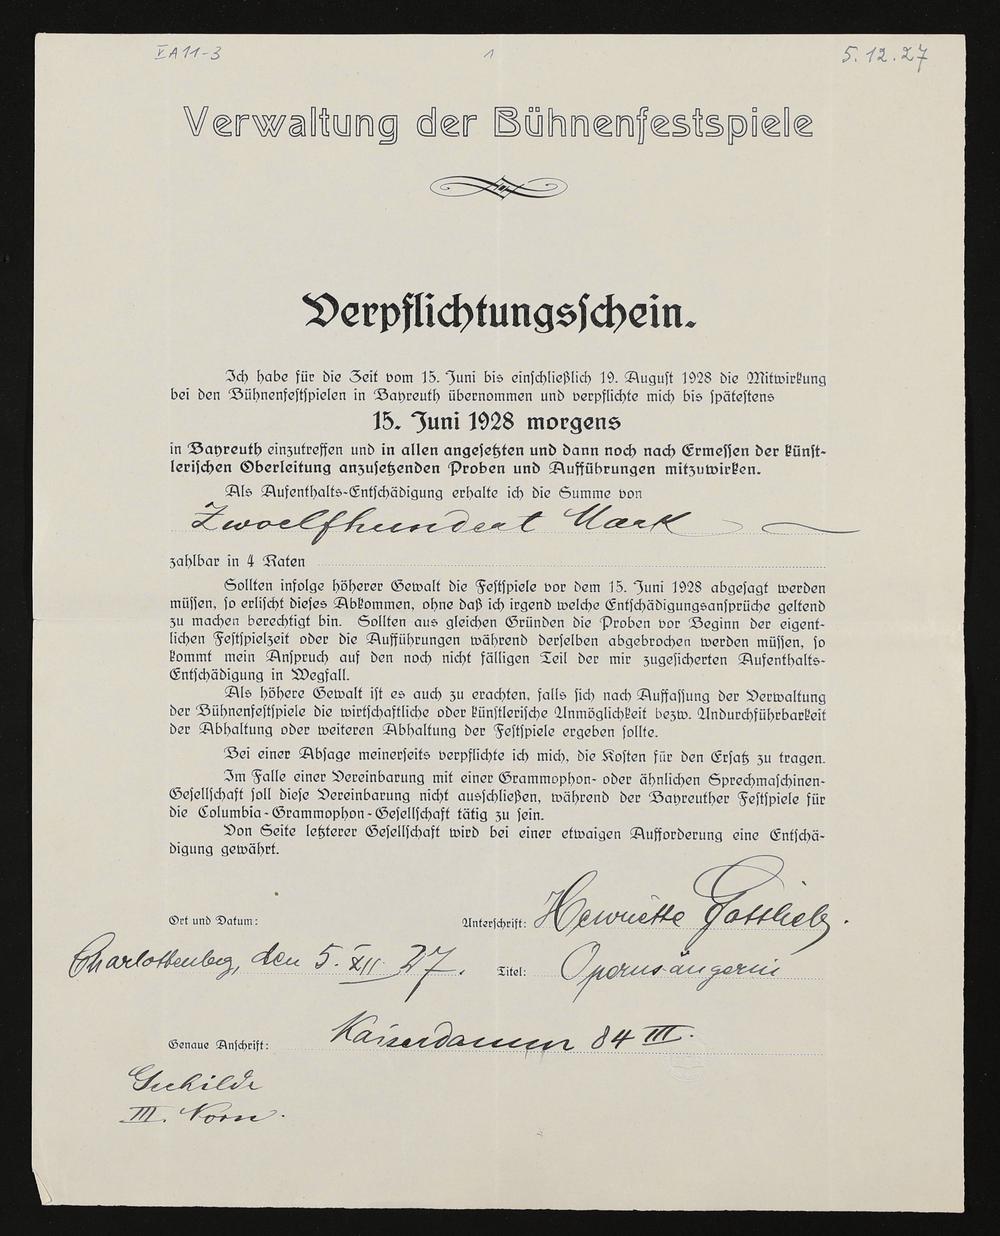 V A 11-3
1
5.12.27
Verwaltung der Bühnenfestspiele
Verpflichtungsschein.
Ich habe für die Zeit vom 15. Juni bis einschließlich 19. August 1928 die Mitwirkung
bei den Bühnenfestspielen in Bayreuth übernommen und verpflichte mich bis spätestens
15. Juni 1928 morgens
in Bayreuth einzutreffen und in allen angesetzten und dann noch nach Ermessen der künst-
lerischen Oberleitung anzusetzenden Proben und Aufführungen mitzuwirken.
Als Aufenthalts-Entschädigung erhalte ich die Summe von
Zwoelfhundert Mark
zahlbar in 4 Raten
Sollten infolge höherer Gewalt die Festspiele vor dem 15. Juni 1928 abgesagt werden
müssen, so erlischt dieses Abkommen, ohne daß ich irgend welche Entschädigungsansprüche geltend
zu machen berechtigt bin. Sollten aus gleichen Gründen die Proben vor Beginn der eigent-
lichen Festspielzeit oder die Aufführungen während derselben abgebrochen werden müssen, so
kommt mein Anspruch auf den noch nicht fälligen Teil der mir zugesicherten Aufenthalts-
Entschädigung in Wegfall.
Als höhere Gewalt ist es auch zu erachten, falls sich nach Auffassung der Verwaltung
der Bühnenfestspiele die wirtschaftliche oder künstlerische Unmöglichkeit bezw. Undurchführbarkeit
der Abhaltung oder weiteren Abhaltung der Festspiele ergeben sollte.
Bei einer Absage meinerseits verpflichte ich mich, die Kosten für den Ersatz zu tragen.
Im Falle einer Vereinbarung mit einer Grammophon- oder ähnlichen Sprechmaschinen-
Gesellschaft soll diese Vereinbarung nicht ausschließen, während der Bayreuther Festspiele für
die Columbia-Grammophon-Gesellschaft tätig zu sein.
Von Seite letzterer Gesellschaft wird bei einer etwaigen Aufforderung eine Entschä-
digung gewährt.
Ort und Datum:
Unterschrift: Henriette Gottlieb.
Charlottenbg, den 5. XII. 27.
Titel: Opernsängerin
Genaue Anschrift: Kaiserdamm 84 III.
Gerhilde
III. Norn.